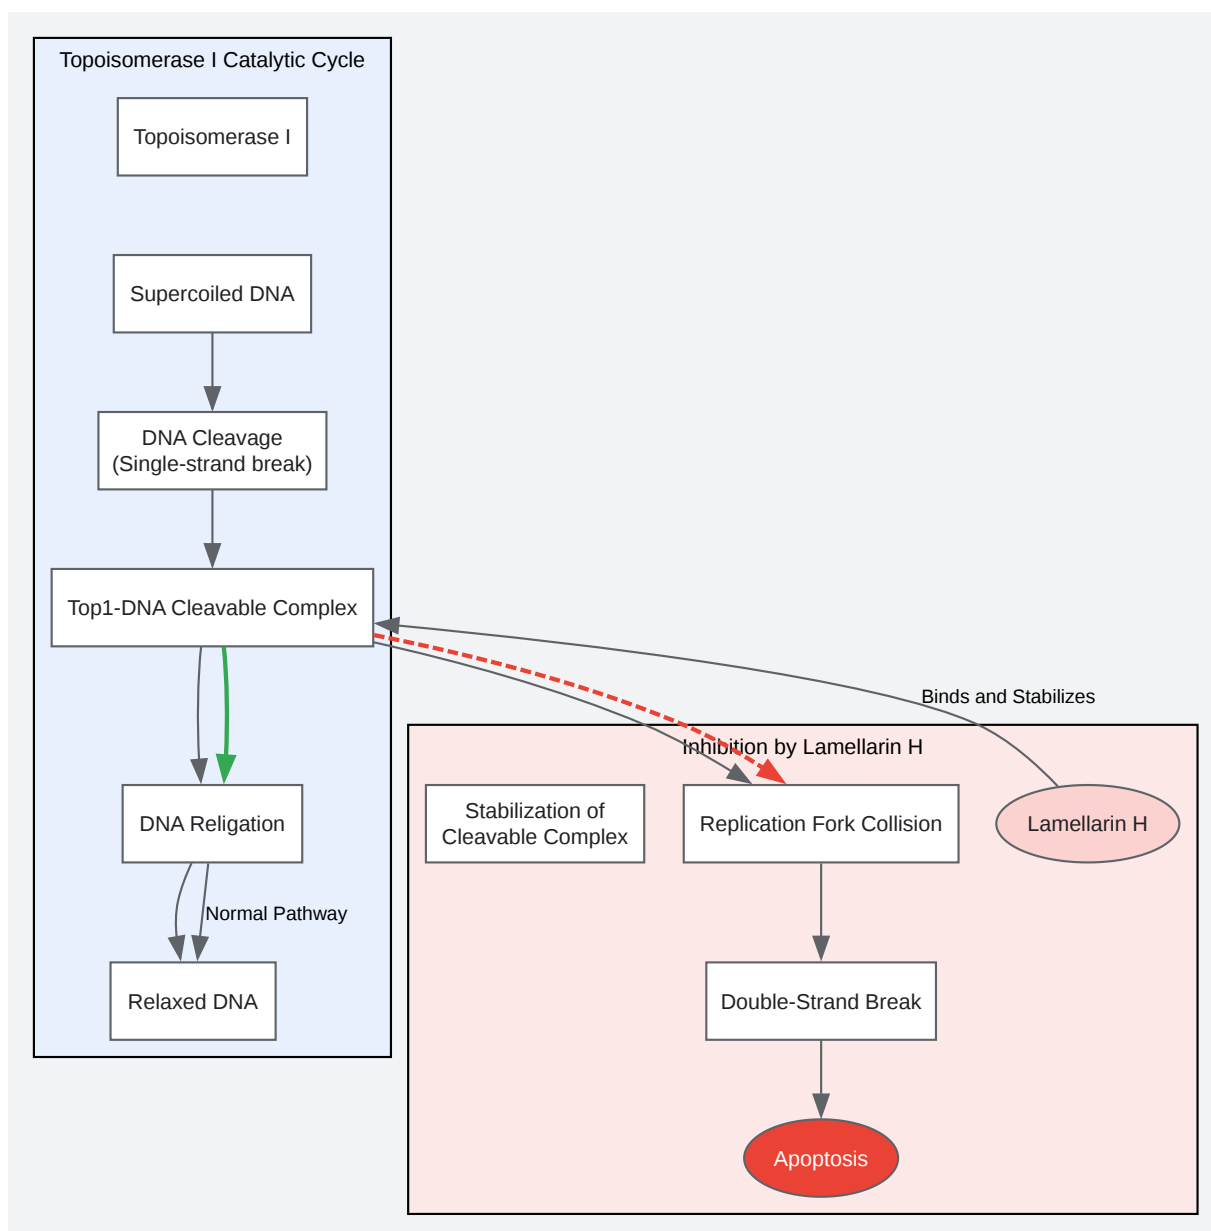 Topoisomerase I Catalytic Cycle
Topoisomerase I
Supercoiled DNA
DNA Cleavage
(Single-strand break)
Top1-DNA Cleavable Complex
Binds and Stabilizes
Inhibition by Lamellarin H
Stabilization of
Cleavable Complex
Replication Fork Collision
Lamellarin H
DNA Religation
Normal Pathway
Relaxed DNA
Double-Strand Break
Apoptosis